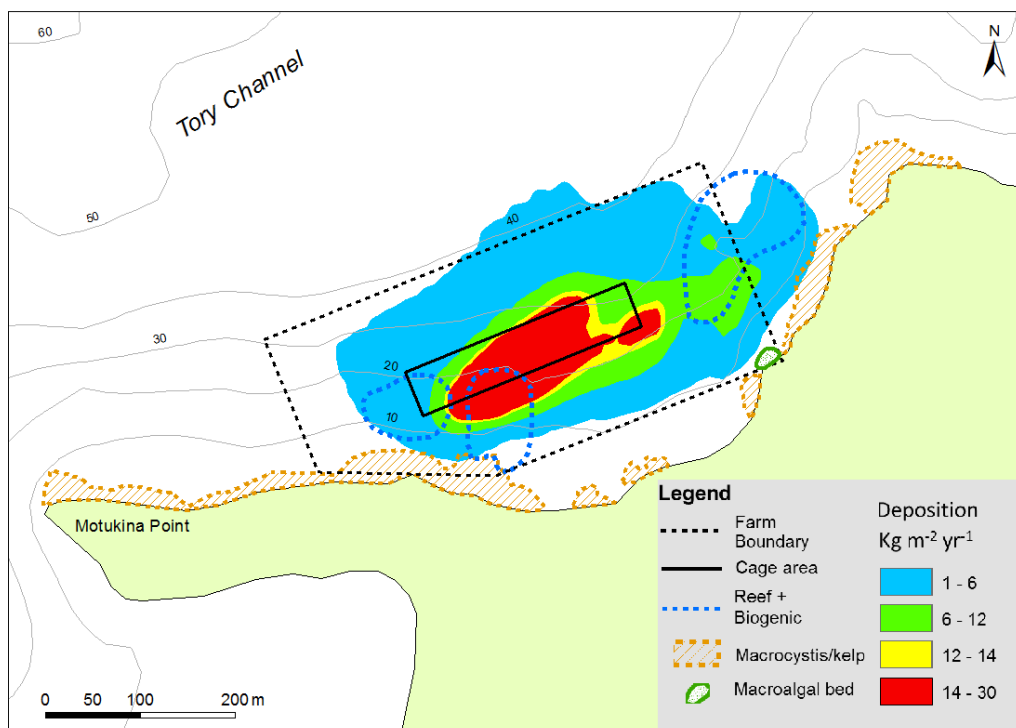 60
N
Tory Channel
50
40
30
20
10
Motukina Point
0 50 100 200 m
Legend
Farm Boundary
Cage area
Reef + Biogenic
Macrocystis/kelp
Macroalgal bed
Deposition
Kg m-2 yr-1
1 - 6
6 - 12
12 - 14
14 - 30